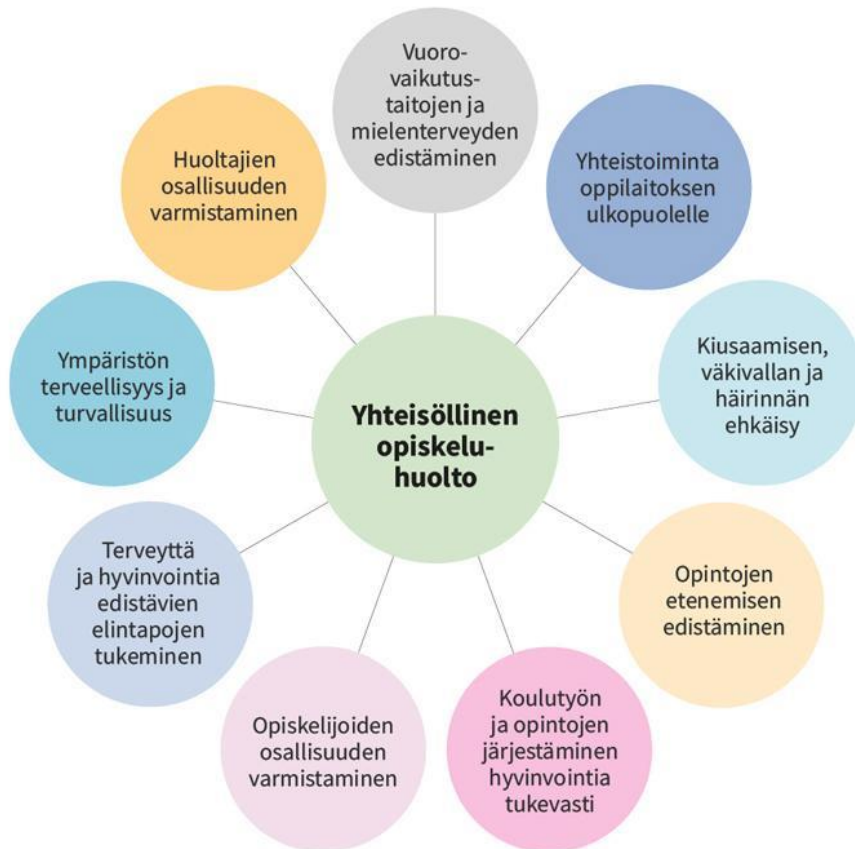 Vuoro-
vaikutus-
taitojen ja
mielenterveyden
edistäminen
Yhteistoiminta
oppilaitoksen
ulkopuolelle
Kiusaamisen,
väkivallan ja
häirinnän
ehkäisy
Opintojen
etenemisen
edistäminen
Koulutyön
ja opintojen
järjestäminen
hyvinvointia
tukevasti
Opiskelijoiden
osallisuuden
varmistaminen
Terveyttä
ja hyvinvointia
edistävien
elintapojen
tukeminen
Ympäristön
terveellisyys ja
turvallisuus
Huoltajien
osallisuuden
varmistaminen
Yhteisöllinen
opiskelu-
huolto